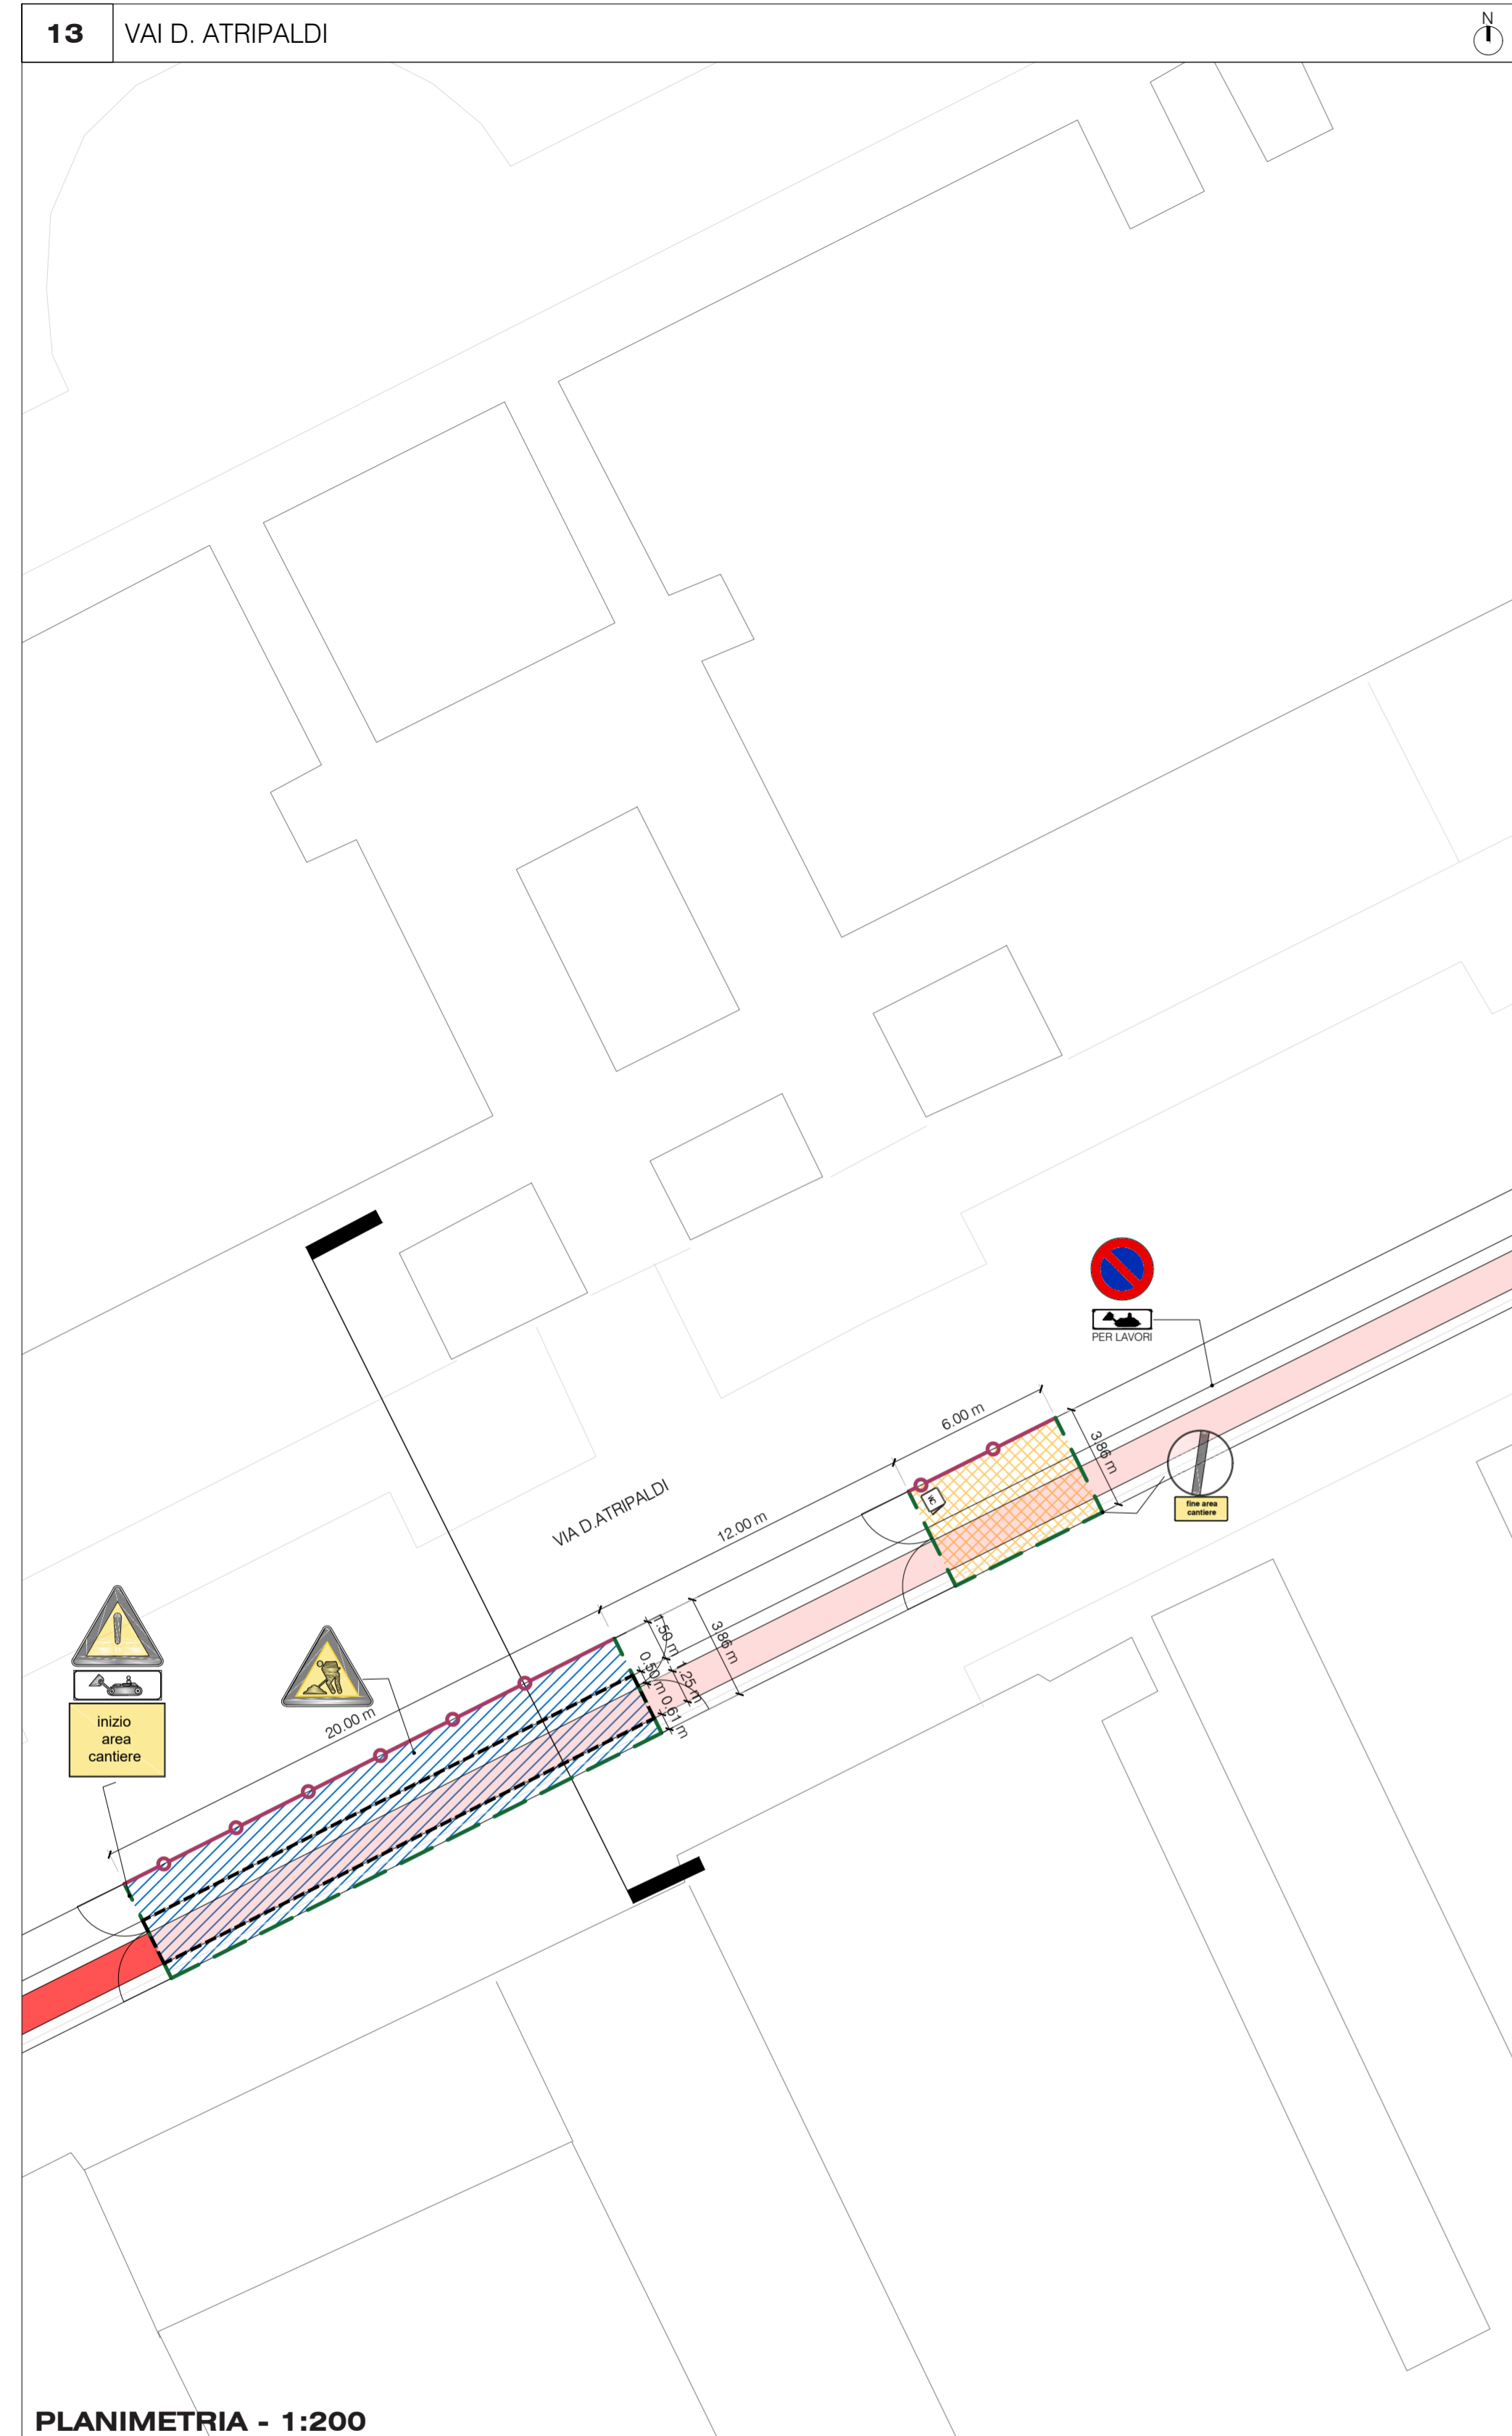 13
VAI D. ATRIPALDI
N
PER LAVORI
6.00 m
3.86 m
WC
fine area
cantiere
12.00 m
VIA D.ATRIPALDI
1.50 m
3.86 m
0.50 m
1.25 m
0.61 m
20.00 m
inizio
area
cantiere
PLANIMETRIA - 1:200